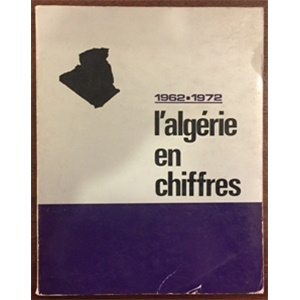 1962•1972
l'algérie
en
chiffres